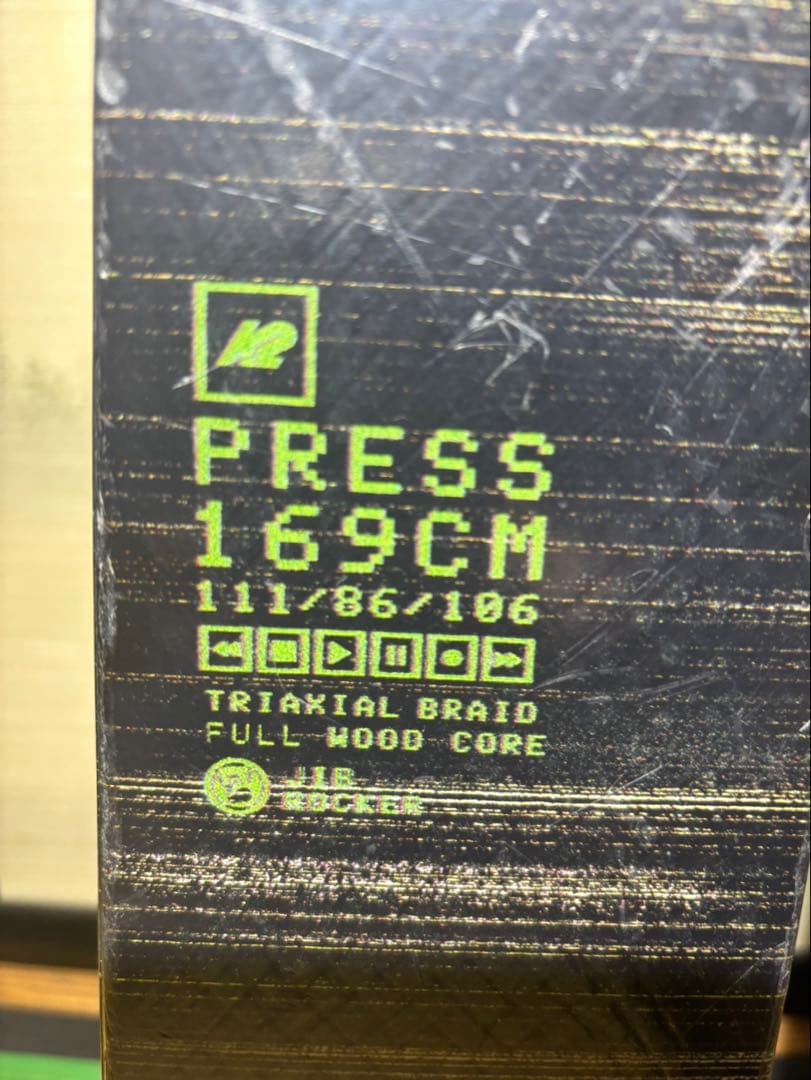 K2
PRESS
169CM
111/86/106
TRIAXIAL BRAID
FULL WOOD CORE
JIB
ROCKER